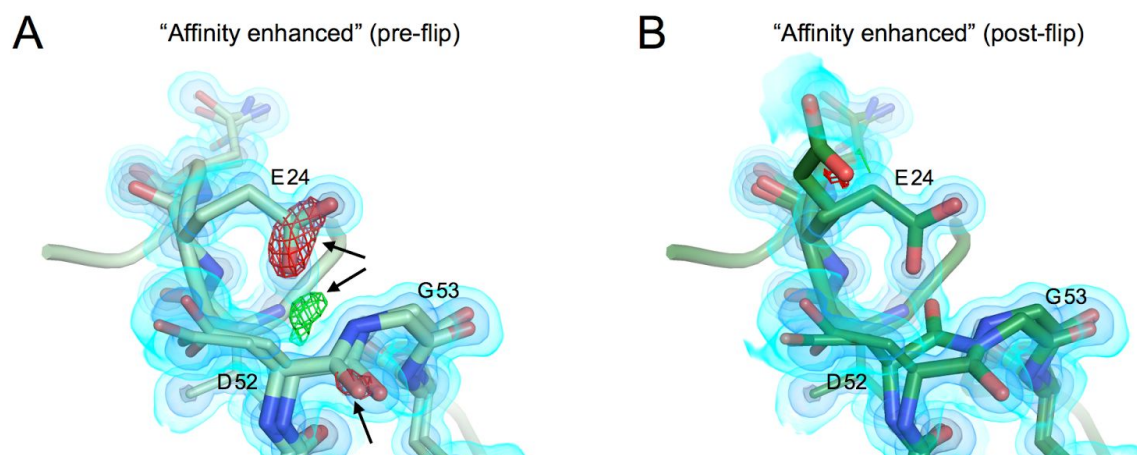 A
“Affinity enhanced” (pre-flip)
E24
G53
D52
B
“Affinity enhanced” (post-flip)
E24
G53
D52